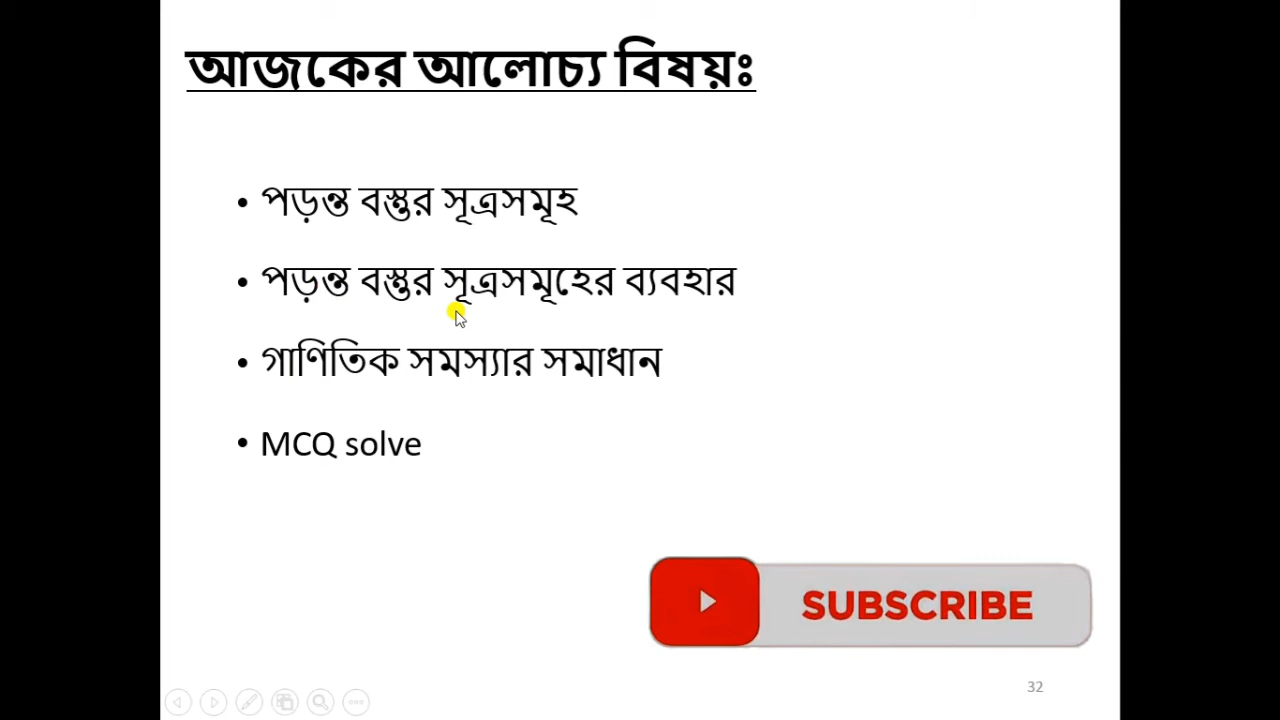 আজকের আলোচ্য বিষয়ঃ
• পড়ন্ত বস্তুর সূত্রসমূহ
• পড়ন্ত বস্তুর সূত্রসমূহের ব্যবহার
• গাণিতিক সমস্যার সমাধান
• MCQ solve
SUBSCRIBE
32